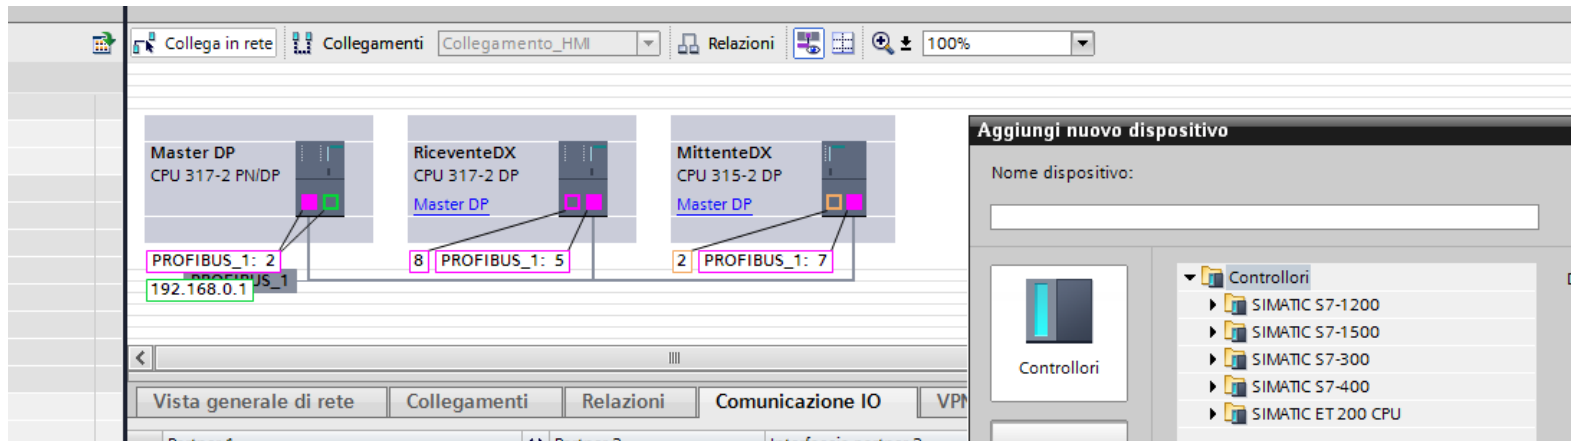 Collega in rete Collegamenti Collegamento_HMI Relazioni 100%
Master DP
CPU 317-2 PN/DP
RiceventeDX
CPU 317-2 DP
Master DP
MittenteDX
CPU 315-2 DP
Master DP
PROFIBUS_1: 2
8 PROFIBUS_1: 5
2 PROFIBUS_1: 7
PROFIBUS_1
192.168.0.1
Vista generale di rete Collegamenti Relazioni Comunicazione IO
Aggiungi nuovo dispositivo
Nome dispositivo:
Controllori
Controllori
SIMATIC S7-1200
SIMATIC S7-1500
SIMATIC S7-300
SIMATIC S7-400
SIMATIC ET 200 CPU